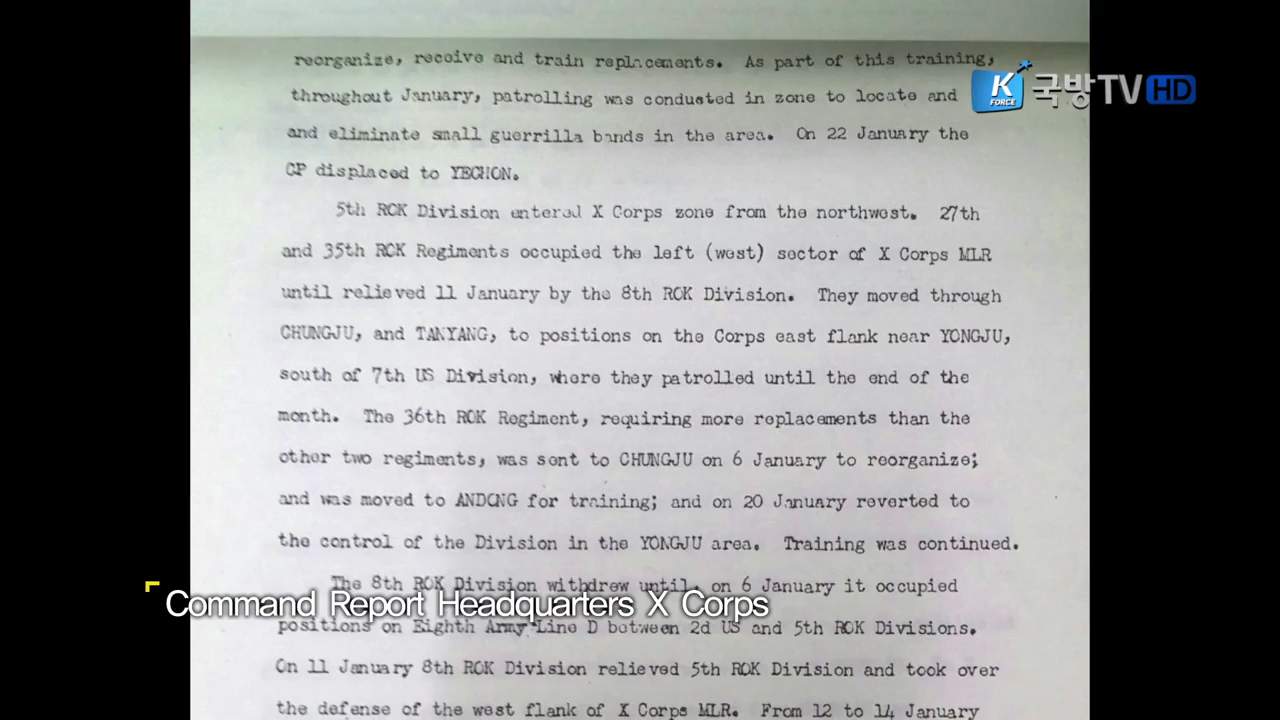 reorganize, receive and train replacements. As part of this training,
throughout January, patrolling was conducted in zone to locate and
and eliminate small guerrilla bands in the area. On 22 January the
CP displaced to YECHON.
5th ROK Division entered X Corps zone from the northwest. 27th
and 35th ROK Regiments occupied the left (west) sector of X Corps MLR
until relieved 11 January by the 8th ROK Division. They moved through
CHUNGJU, and TANYANG, to positions on the Corps east flank near YONGJU,
south of 7th US Division, where they patrolled until the end of the
month. The 36th ROK Regiment, requiring more replacements than the
other two regiments, was sent to CHUNGJU on 6 January to reorganize;
and was moved to ANDONG for training; and on 20 January reverted to
the control of the Division in the YONGJU area. Training was continued.
The 8th ROK Division withdrew until on 6 January it occupied
positions on Eighth Army Line D between 2d US and 5th ROK Divisions.
On 11 January 8th ROK Division relieved 5th ROK Division and took over
the defense of the west flank of X Corps MLR. From 12 to 14 January
K FORCE 국방TV HD
Command Report Headquarters X Corps